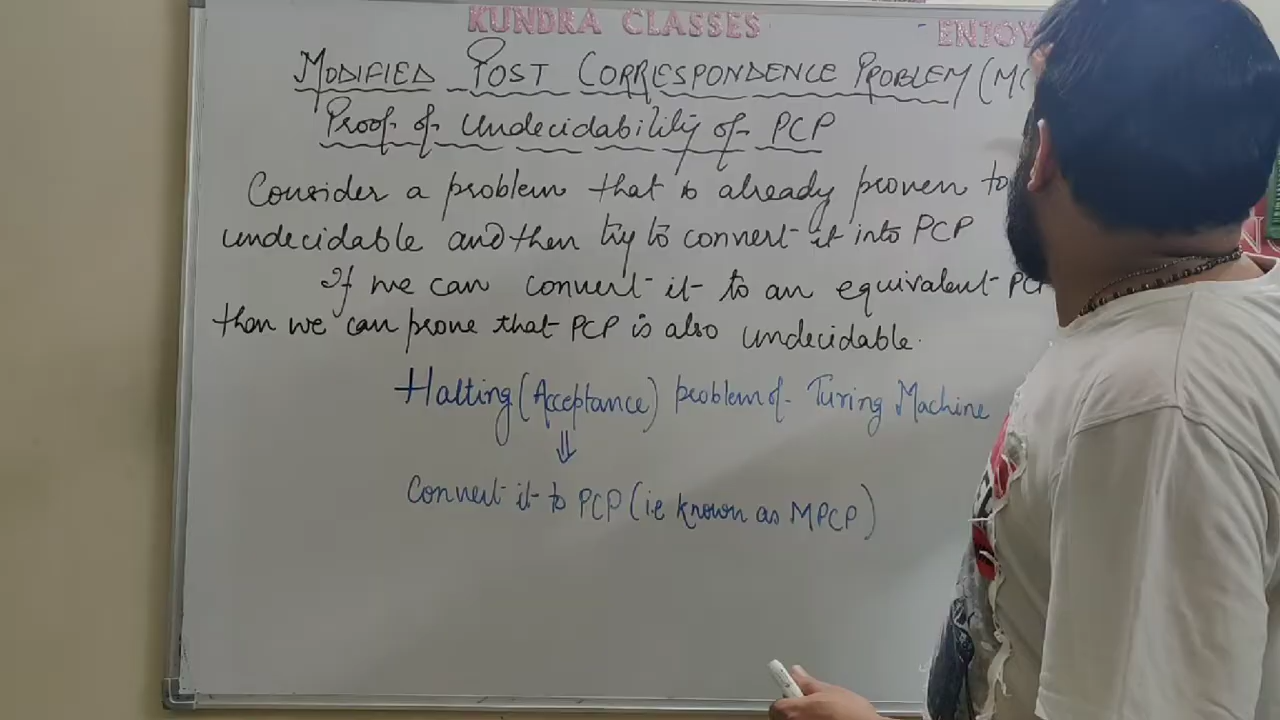 KUNDRA CLASSES ENJOY
MODIFIED POST CORRESPONDENCE PROBLEM (MC
Proof of Undecidability of PCP
Consider a problem that is already proven to
undecidable and then try to convert it into PCP
If we can convert it to an equivalent PCP
then we can prove that PCP is also undecidable.
Halting (Acceptance) problem of Turing Machine
⇓
Convert it to PCP (ie known as MPCP)